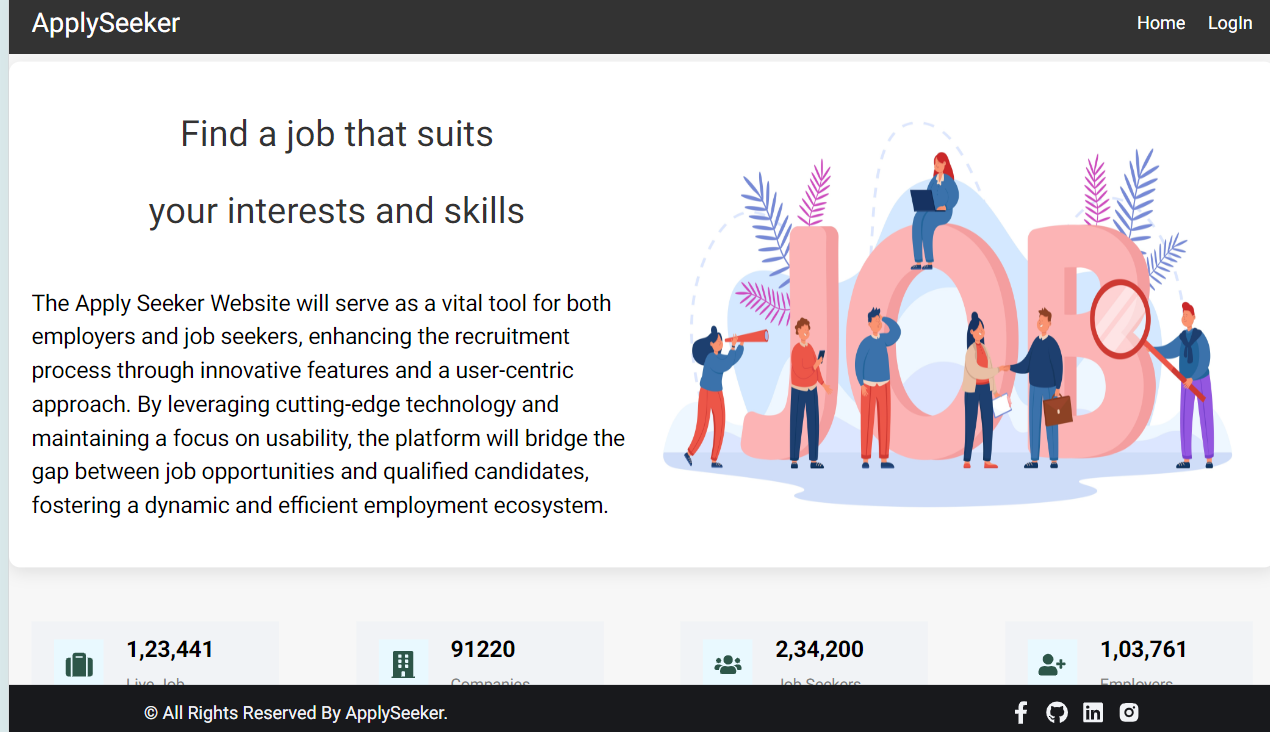 ApplySeeker
Home LogIn
Find a job that suits
your interests and skills
The Apply Seeker Website will serve as a vital tool for both
employers and job seekers, enhancing the recruitment
process through innovative features and a user-centric
approach. By leveraging cutting-edge technology and
maintaining a focus on usability, the platform will bridge the
gap between job opportunities and qualified candidates,
fostering a dynamic and efficient employment ecosystem.
JOB
1,23,441
Live Job
91220
Companies
2,34,200
Job Seekers
1,03,761
Employers
© All Rights Reserved By ApplySeeker.